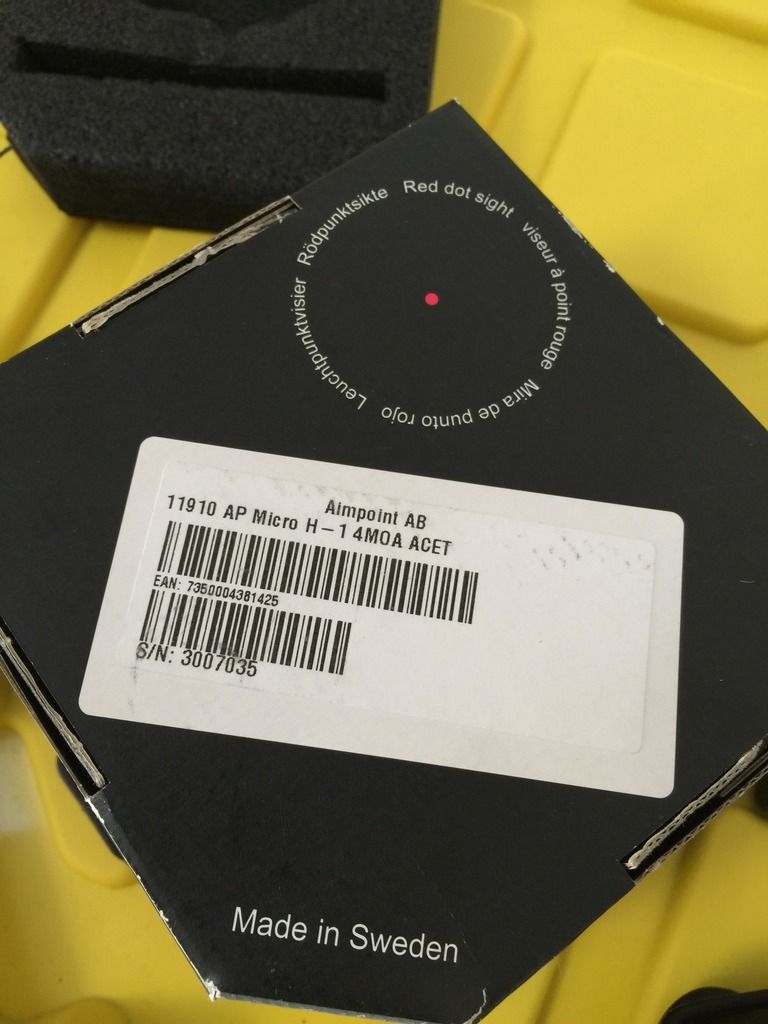 Red dot sight
viseur à point rouge
Mira de punto rojo
Leuchtpunktvisier
Rödpunktsikte
Aimpoint AB
11910 AP Micro H-1 4MOA ACET
EAN: 7350004381425
S/N: 3007035
Made in Sweden